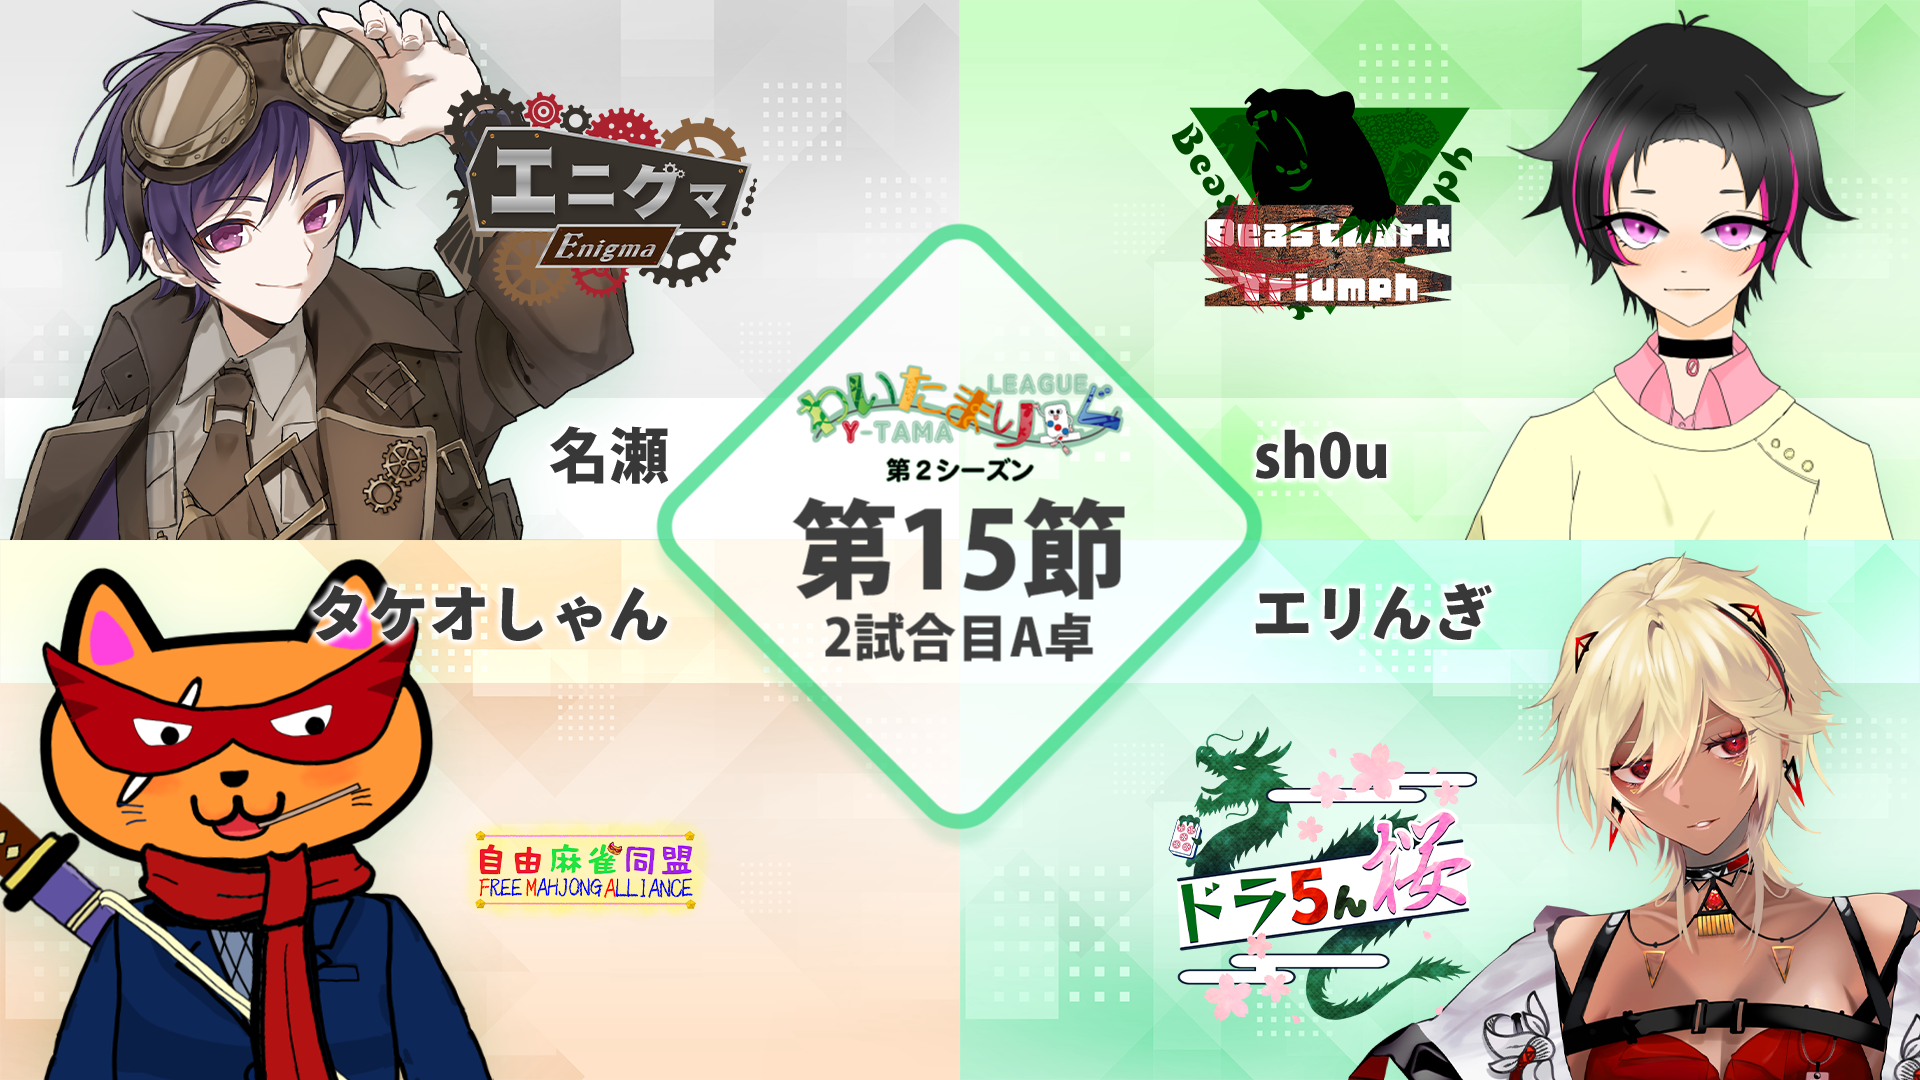 エニグマ
Enigma
名瀬
Beastmark
Triumph
sh0u
わいたまりーぐ
LEAGUE
Y-TAMA
第2シーズン
第15節
2試合目A卓
タケオしゃん
自由麻雀同盟
FREE MAHJONG ALLIANCE
エリんぎ
ドラ5ん桜